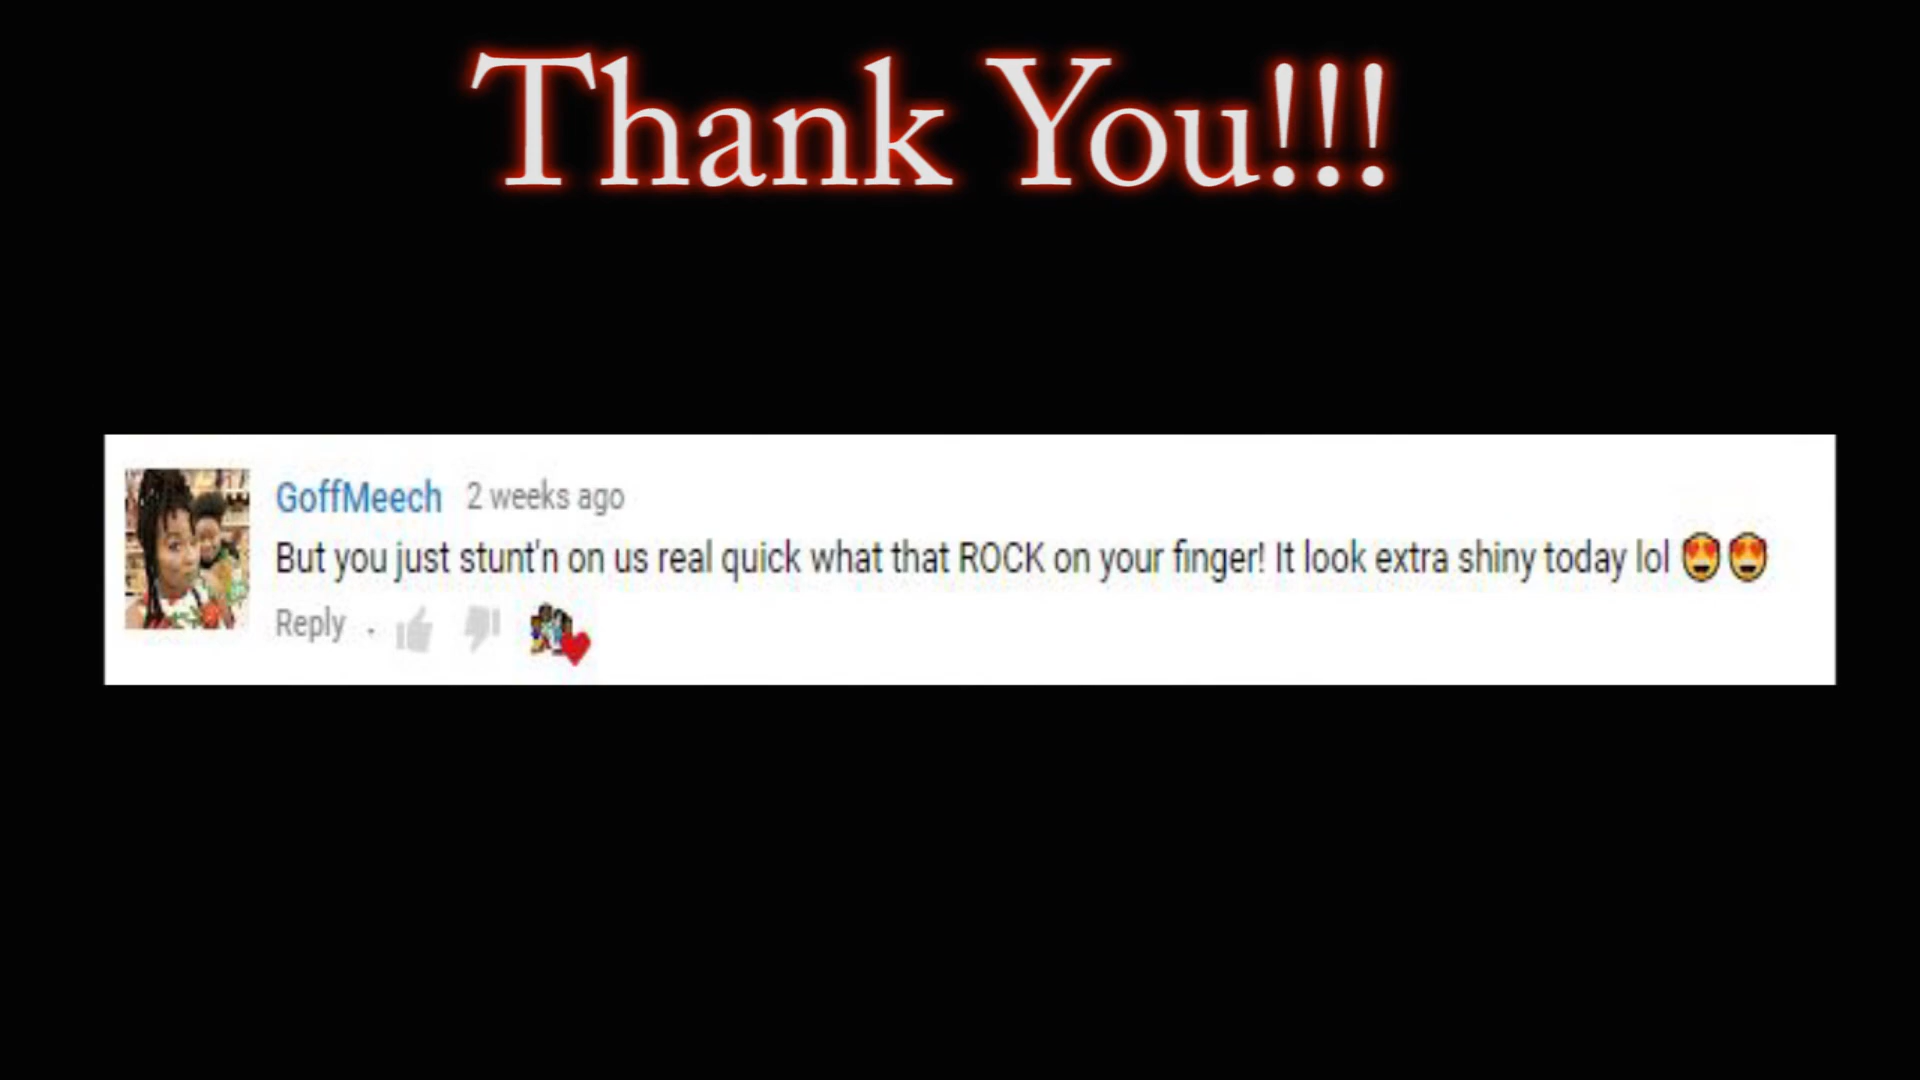 Thank You!!!
GoffMeech 2 weeks ago
But you just stunt'n on us real quick what that ROCK on your finger! It look extra shiny today lol 😍😍
Reply